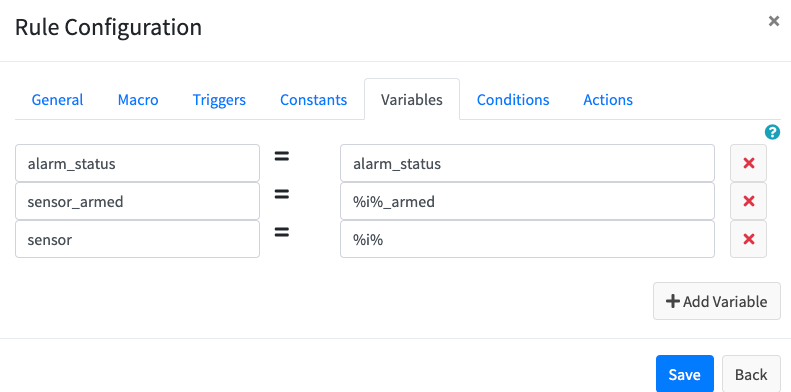 Rule Configuration ×
General Macro Triggers Constants Variables Conditions Actions
?
alarm_status = alarm_status ×
sensor_armed = %i%_armed ×
sensor = %i% ×
+ Add Variable
Save Back